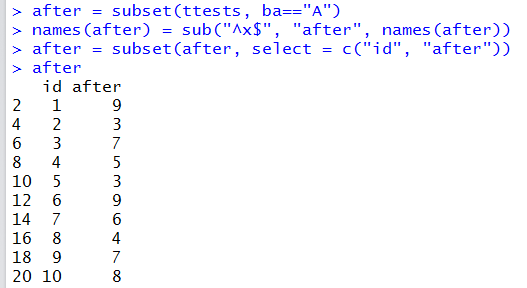 > after = subset(ttests, ba=="A")
> names(after) = sub("^x$", "after", names(after))
> after = subset(after, select = c("id", "after"))
> after
   id after
2   1     9
4   2     3
6   3     7
8   4     5
10  5     3
12  6     9
14  7     6
16  8     4
18  9     7
20 10     8